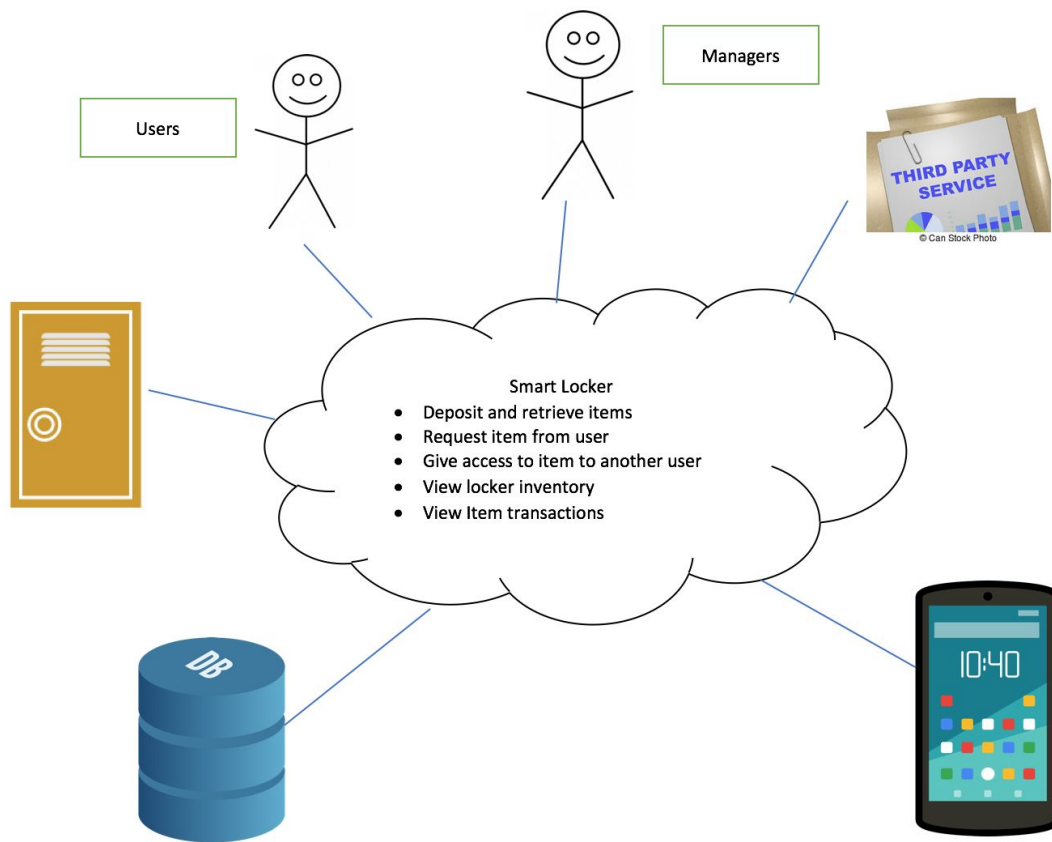 Managers
Users
THIRD PARTY
SERVICE
© Can Stock Photo
Smart Locker
• Deposit and retrieve items
• Request item from user
• Give access to item to another user
• View locker inventory
• View Item transactions
DB
10:40